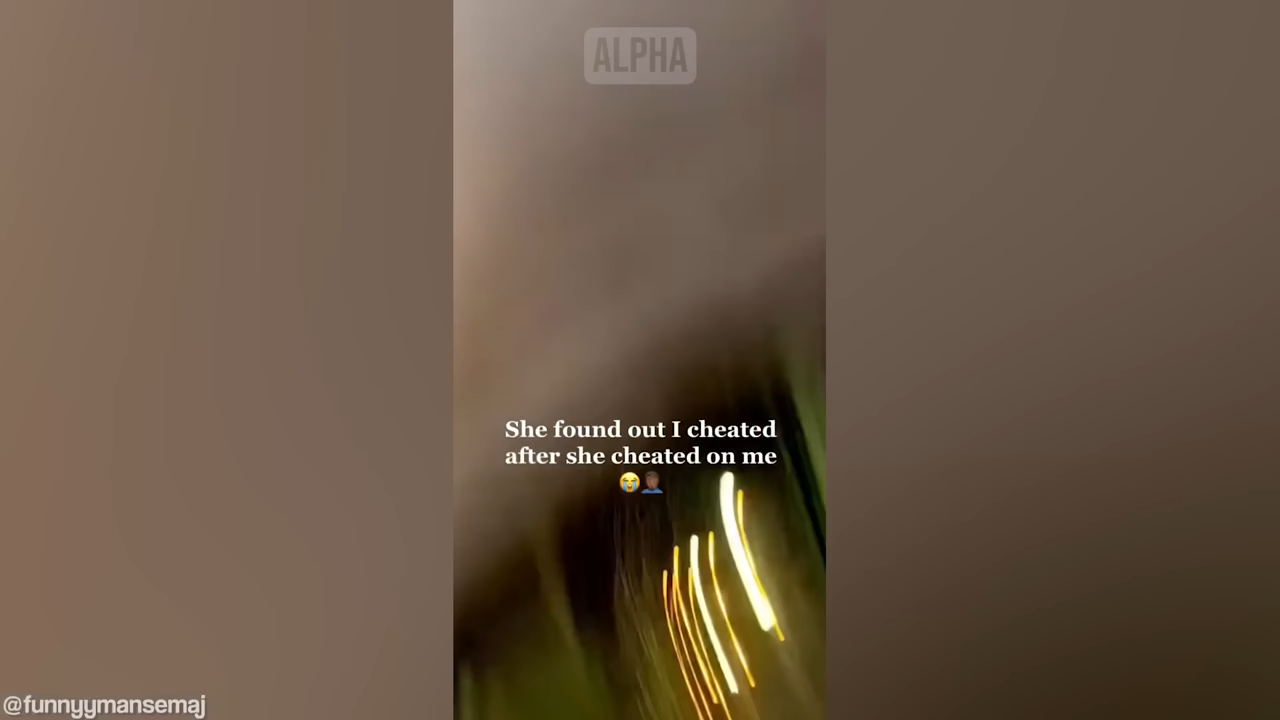 ALPHA
She found out I cheated
after she cheated on me
😭🤦🏾‍♂️
@funnyymansemaj